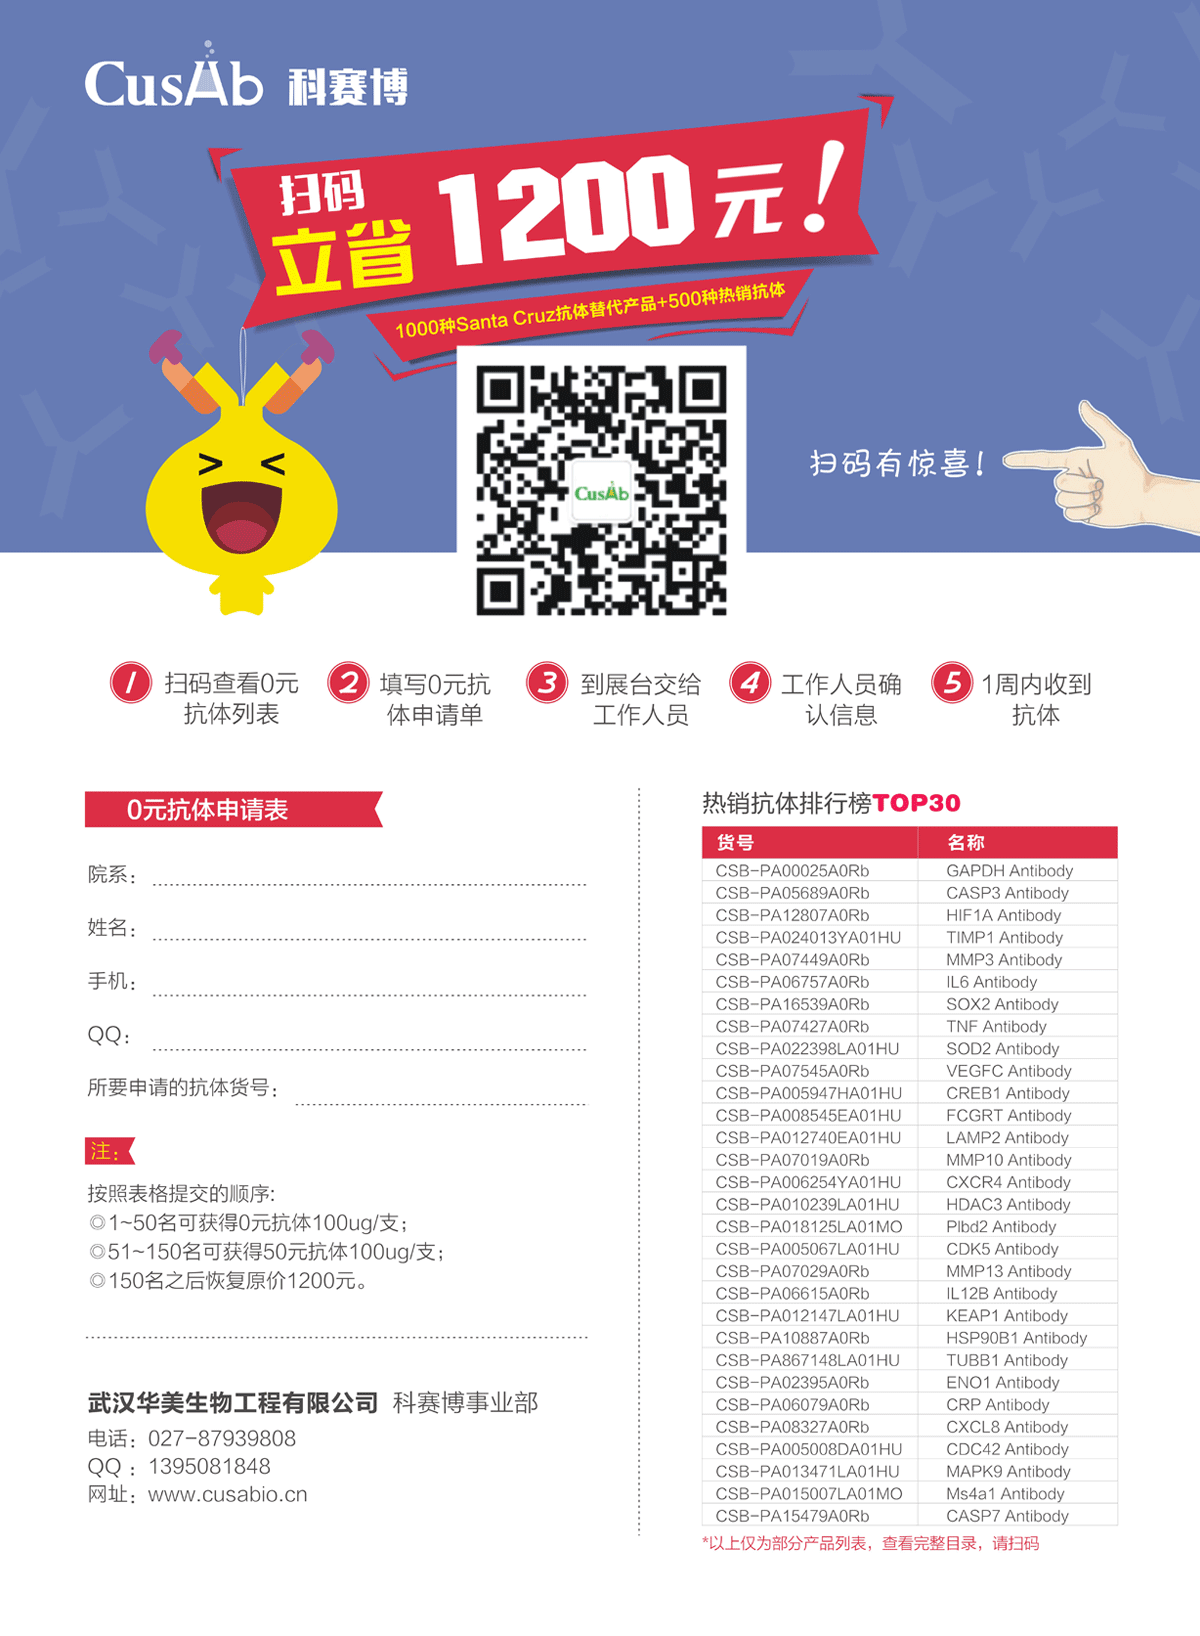 CusAb 科赛博
扫码
立省 1200元！
1000种Santa Cruz抗体替代产品+500种热销抗体
CusAb
扫码有惊喜！
1 扫码查看0元
抗体列表
2 填写0元抗
体申请单
3 到展台交给
工作人员
4 工作人员确
认信息
5 1周内收到
抗体
0元抗体申请表
院系：
姓名：
手机：
QQ：
所要申请的抗体货号：
注：
按照表格提交的顺序:
◎1~50名可获得0元抗体100ug/支；
◎51~150名可获得50元抗体100ug/支；
◎150名之后恢复原价1200元。
武汉华美生物工程有限公司 科赛博事业部
电话：027-87939808
QQ ：1395081848
网址：www.cusabio.cn
热销抗体排行榜TOP30
货号 名称
CSB-PA00025A0Rb GAPDH Antibody
CSB-PA05689A0Rb CASP3 Antibody
CSB-PA12807A0Rb HIF1A Antibody
CSB-PA024013YA01HU TIMP1 Antibody
CSB-PA07449A0Rb MMP3 Antibody
CSB-PA06757A0Rb IL6 Antibody
CSB-PA16539A0Rb SOX2 Antibody
CSB-PA07427A0Rb TNF Antibody
CSB-PA022398LA01HU SOD2 Antibody
CSB-PA07545A0Rb VEGFC Antibody
CSB-PA005947HA01HU CREB1 Antibody
CSB-PA008545EA01HU FCGRT Antibody
CSB-PA012740EA01HU LAMP2 Antibody
CSB-PA07019A0Rb MMP10 Antibody
CSB-PA006254YA01HU CXCR4 Antibody
CSB-PA010239LA01HU HDAC3 Antibody
CSB-PA018125LA01MO Plbd2 Antibody
CSB-PA005067LA01HU CDK5 Antibody
CSB-PA07029A0Rb MMP13 Antibody
CSB-PA06615A0Rb IL12B Antibody
CSB-PA012147LA01HU KEAP1 Antibody
CSB-PA10887A0Rb HSP90B1 Antibody
CSB-PA867148LA01HU TUBB1 Antibody
CSB-PA02395A0Rb ENO1 Antibody
CSB-PA06079A0Rb CRP Antibody
CSB-PA08327A0Rb CXCL8 Antibody
CSB-PA005008DA01HU CDC42 Antibody
CSB-PA013471LA01HU MAPK9 Antibody
CSB-PA015007LA01MO Ms4a1 Antibody
CSB-PA15479A0Rb CASP7 Antibody
*以上仅为部分产品列表，查看完整目录，请扫码